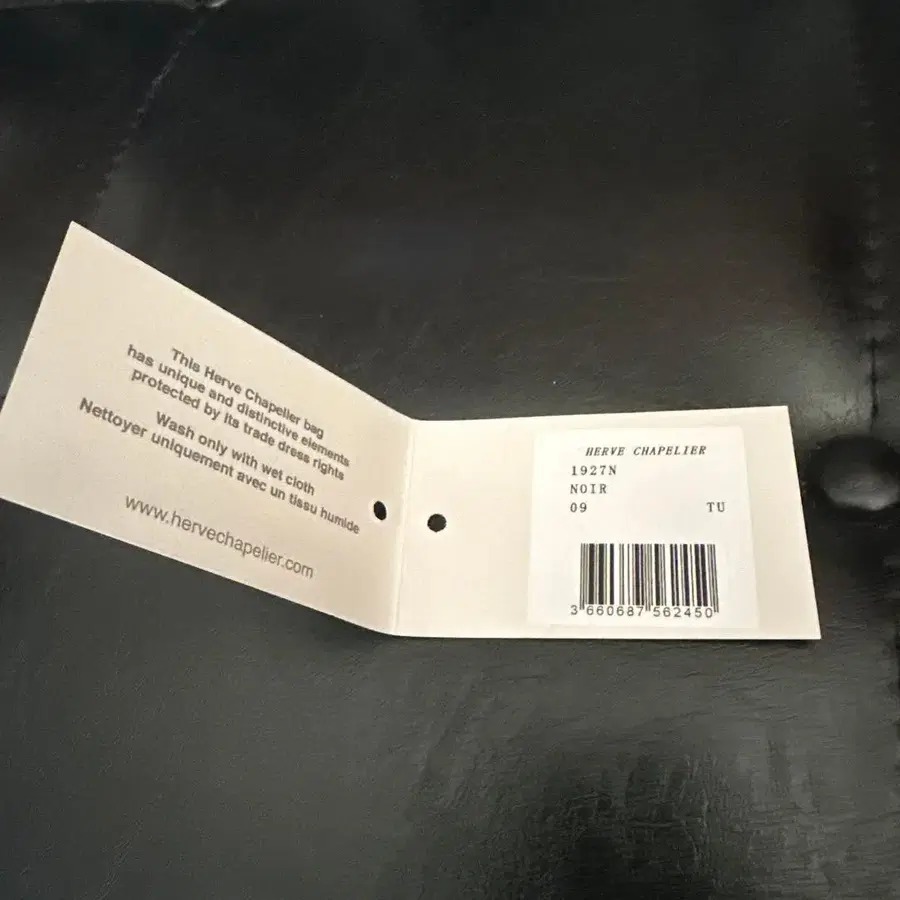 This Herve Chapelier bag
has unique and distinctive elements
protected by its trade dress rights
Wash only with wet cloth
Nettoyer uniquement avec un tissu humide
www.hervechapelier.com
HERVE CHAPELIER
1927N
NOIR
09 TU
3 660687 562450